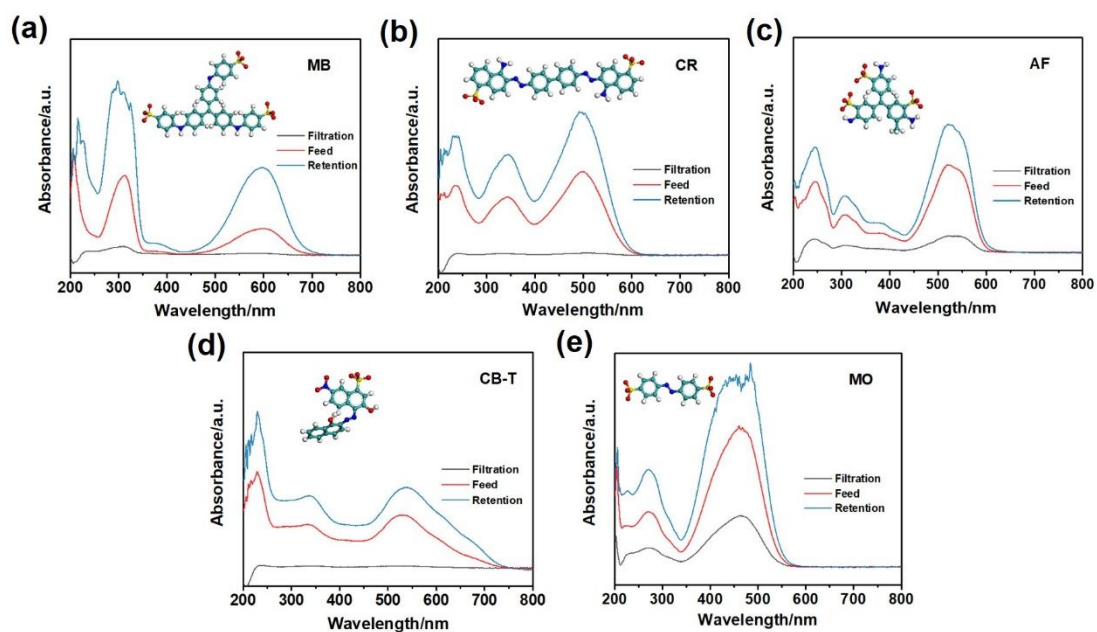 (a)
MB
Filtration
Feed
Retention
Absorbance/a.u.
200 300 400 500 600 700 800
Wavelength/nm
(b)
CR
Filtration
Feed
Retention
Absorbance/a.u.
200 300 400 500 600 700 800
Wavelength/nm
(c)
AF
Filtration
Feed
Retention
Absorbance/a.u.
200 300 400 500 600 700 800
Wavelength/nm
(d)
CB-T
Filtration
Feed
Retention
Absorbance/a.u.
200 300 400 500 600 700 800
Wavelength/nm
(e)
MO
Filtration
Feed
Retention
Absorbance/a.u.
200 300 400 500 600 700 800
Wavelength/nm